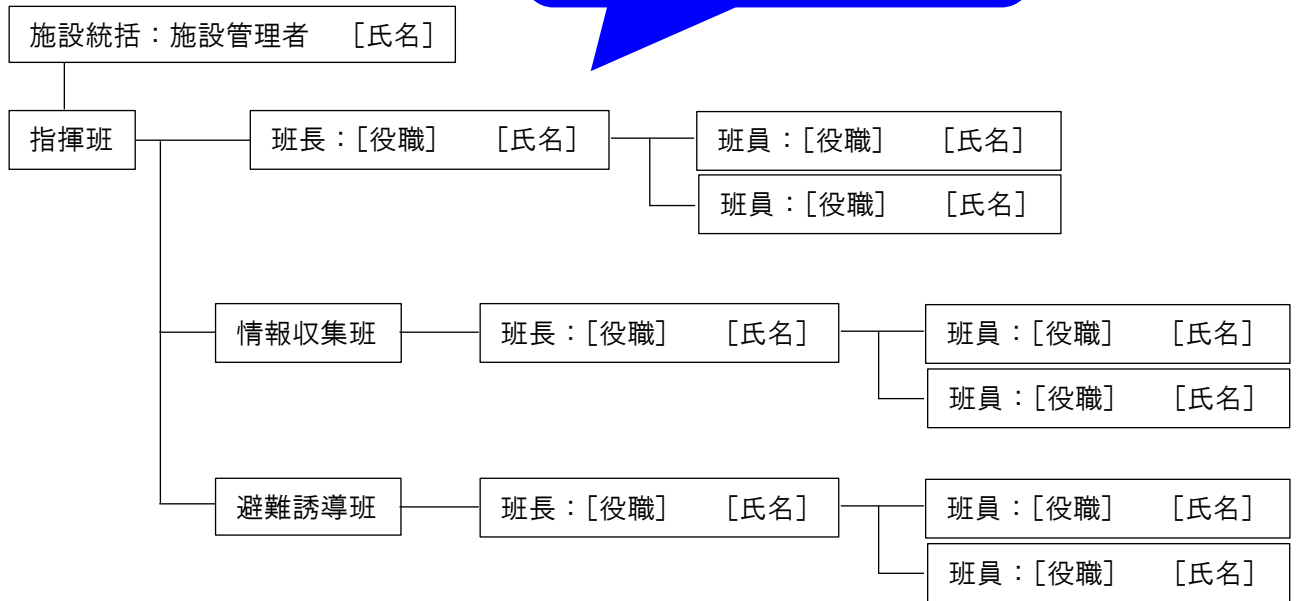 施設統括：施設管理者　［氏名］
指揮班　班長：［役職］　［氏名］　班員：［役職］　［氏名］
班員：［役職］　［氏名］
情報収集班　班長：［役職］　［氏名］　班員：［役職］　［氏名］
班員：［役職］　［氏名］
避難誘導班　班長：［役職］　［氏名］　班員：［役職］　［氏名］
班員：［役職］　［氏名］